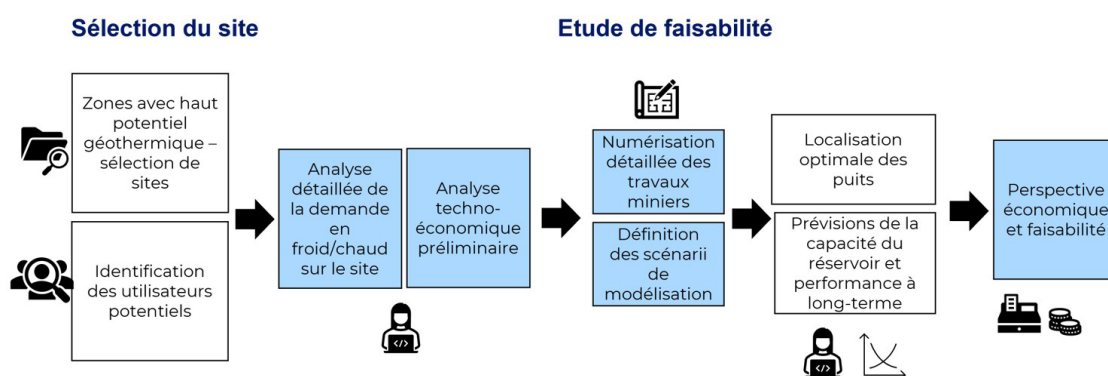 Sélection du site
Etude de faisabilité
Zones avec haut
potentiel
géothermique –
sélection de
sites
Identification
des utilisateurs
potentiels
Analyse
détaillée de
la demande
en
froid/chaud
sur le site
Analyse
techno-
économique
préliminaire
</>
Numérisation
détaillée des
travaux
miniers
Définition
des scénarii
de
modélisation
Localisation
optimale des
puits
Prévisions de la
capacité du
réservoir et
performance à
long-terme
</>
Perspective
économique
et faisabilité